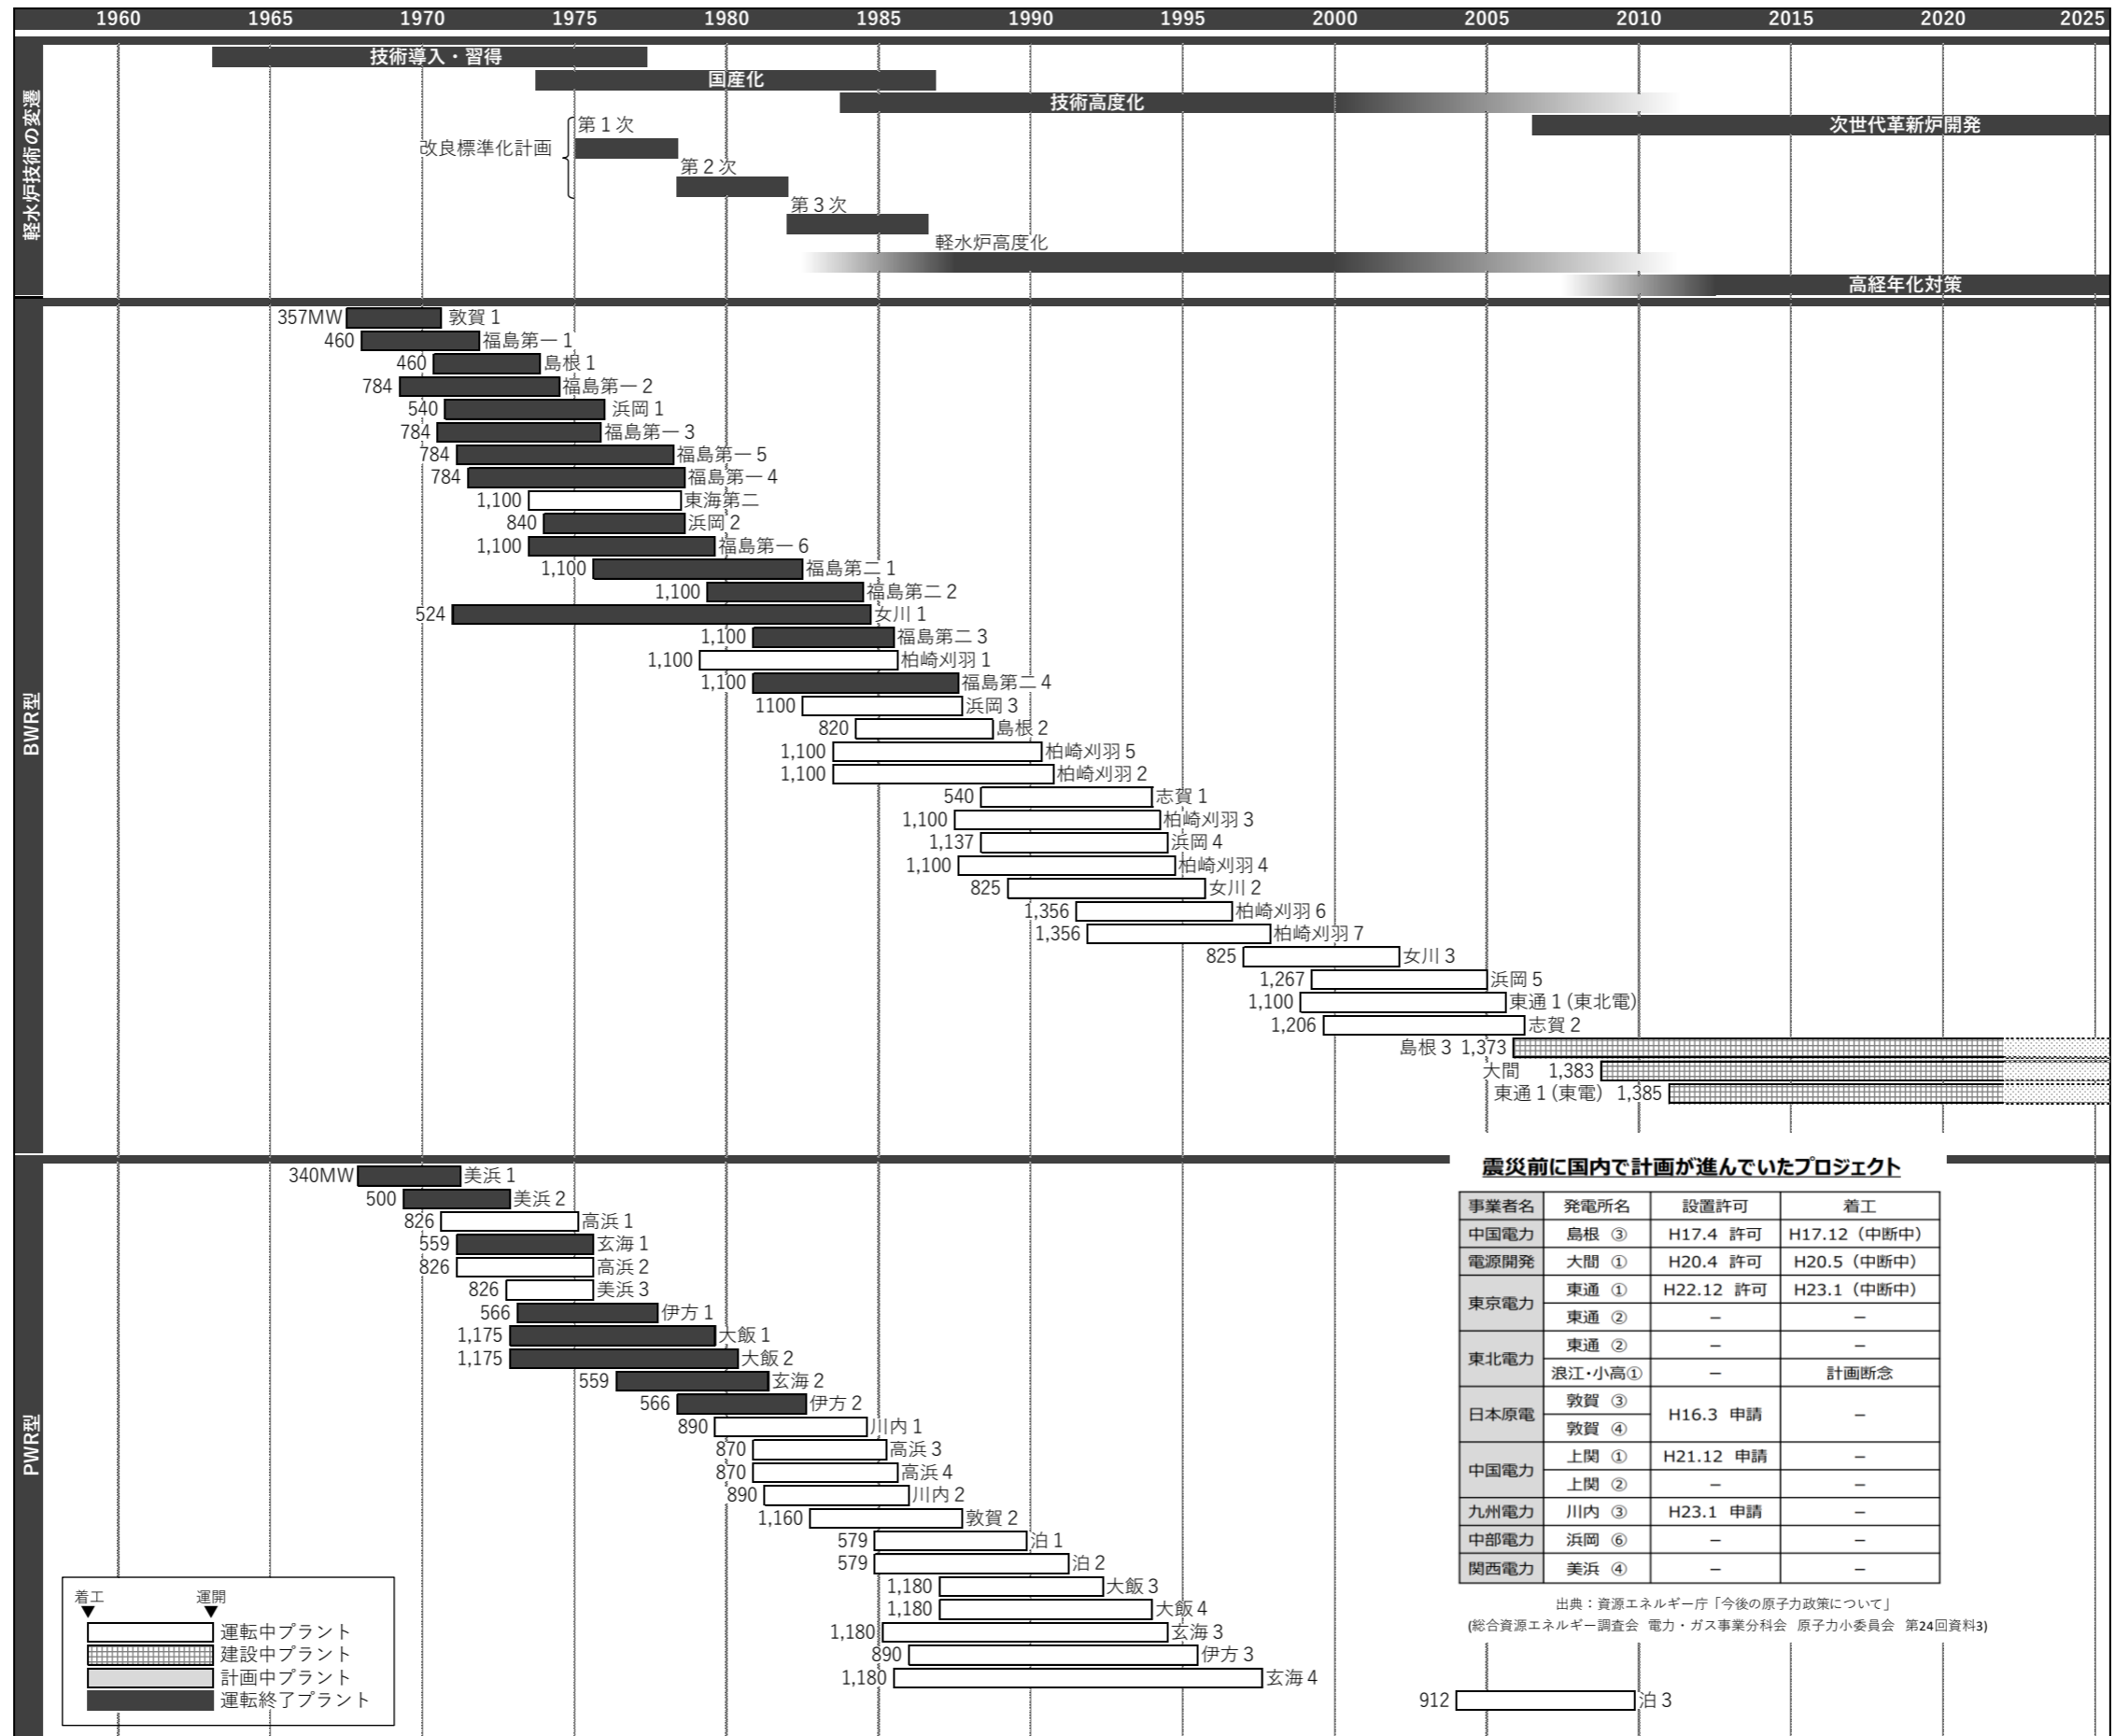 1960 1965 1970 1975 1980 1985 1990 1995 2000 2005 2010 2015 2020 2025
軽水炉技術の変遷
技術導入・習得
国産化
技術高度化
第1次
次世代革新炉開発
改良標準化計画
第2次
第3次
軽水炉高度化
高経年化対策
BWR型
357MW 敦賀1
460 福島第一1
460 島根1
784 福島第一2
540 浜岡1
784 福島第一3
784 福島第一5
784 福島第一4
1,100 東海第二
840 浜岡2
1,100 福島第一6
1,100 福島第二1
1,100 福島第二2
524 女川1
1,100 福島第二3
1,100 柏崎刈羽1
1,100 福島第二4
1100 浜岡3
820 島根2
1,100 柏崎刈羽5
1,100 柏崎刈羽2
540 志賀1
1,100 柏崎刈羽3
1,137 浜岡4
1,100 柏崎刈羽4
825 女川2
1,356 柏崎刈羽6
1,356 柏崎刈羽7
825 女川3
1,267 浜岡5
1,100 東通1(東北電)
1,206 志賀2
島根3 1,373
大間 1,383
東通1(東電) 1,385
PWR型
340MW 美浜1
500 美浜2
826 高浜1
559 玄海1
826 高浜2
826 美浜3
566 伊方1
1,175 大飯1
1,175 大飯2
559 玄海2
566 伊方2
890 川内1
870 高浜3
870 高浜4
890 川内2
1,160 敦賀2
579 泊1
579 泊2
1,180 大飯3
1,180 大飯4
1,180 玄海3
890 伊方3
1,180 玄海4
912 泊3
震災前に国内で計画が進んでいたプロジェクト
事業者名 発電所名 設置許可 着工
中国電力 島根 ③ H17.4 許可 H17.12(中断中)
電源開発 大間 ① H20.4 許可 H20.5(中断中)
東京電力 東通 ① H22.12 許可 H23.1(中断中)
東通 ② − −
東北電力 東通 ② − −
浪江・小高① − 計画断念
日本原電 敦賀 ③ H16.3 申請 −
敦賀 ④
中国電力 上関 ① H21.12 申請 −
上関 ② − −
九州電力 川内 ③ H23.1 申請 −
中部電力 浜岡 ⑥ − −
関西電力 美浜 ④ − −
出典：資源エネルギー庁「今後の原子力政策について」
(総合資源エネルギー調査会 電力・ガス事業分科会 原子力小委員会 第24回資料3)
着工 運開
▼ ▼
運転中プラント
建設中プラント
計画中プラント
運転終了プラント